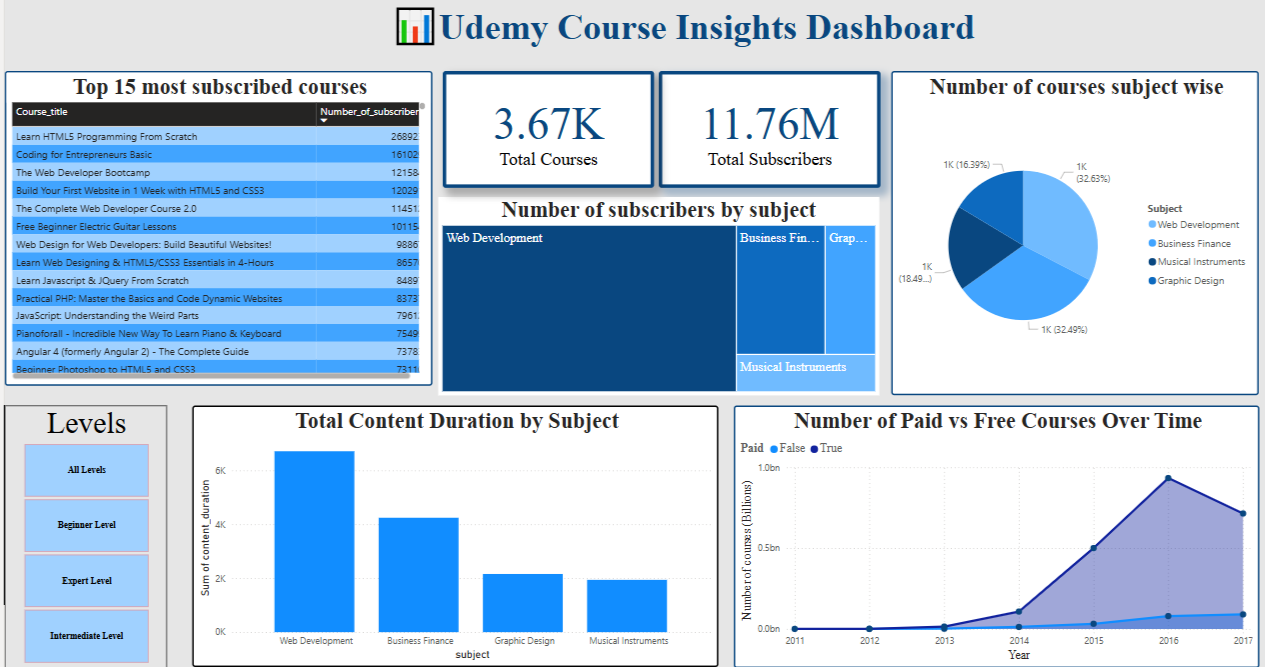 Udemy Course Insights Dashboard
Top 15 most subscribed courses
Course_title Number_of_subscriber
Learn HTML5 Programming From Scratch 26892
Coding for Entrepreneurs Basic 16102
The Web Developer Bootcamp 12158
Build Your First Website in 1 Week with HTML5 and CSS3 12029
The Complete Web Developer Course 2.0 11451
Free Beginner Electric Guitar Lessons 10115
Web Design for Web Developers: Build Beautiful Websites! 9886
Learn Web Designing & HTML5/CSS3 Essentials in 4-Hours 8657
Learn Javascript & JQuery From Scratch 8489
Practical PHP: Master the Basics and Code Dynamic Websites 8373
JavaScript: Understanding the Weird Parts 7961
Pianoforall - Incredible New Way To Learn Piano & Keyboard 7549
Angular 4 (formerly Angular 2) - The Complete Guide 7378
Beginner Photoshop to HTML5 and CSS3 7311
3.67K
Total Courses
11.76M
Total Subscribers
Number of subscribers by subject
Web Development
Business Fin...
Grap...
Musical Instruments
Number of courses subject wise
1K (16.39%)
1K
(32.63%)
1K
(18.49...)
1K (32.49%)
Subject
Web Development
Business Finance
Musical Instruments
Graphic Design
Levels
All Levels
Beginner Level
Expert Level
Intermediate Level
Total Content Duration by Subject
Sum of content_duration
6K
4K
2K
0K
Web Development Business Finance Graphic Design Musical Instruments
subject
Number of Paid vs Free Courses Over Time
Paid False True
Number of courses (Billions)
1.0bn
0.5bn
0.0bn
2011 2012 2013 2014 2015 2016 2017
Year